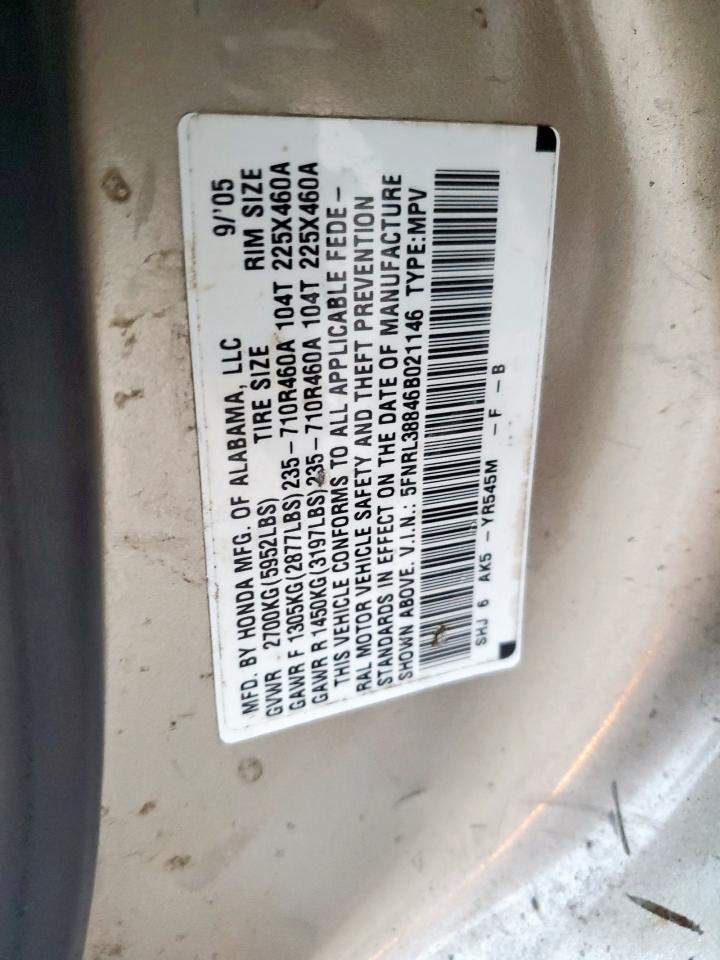 MFD. BY HONDA MFG. OF ALABAMA, LLC 9/'05
GVWR 2700KG(5952LBS) TIRE SIZE RIM SIZE
GAWR F 1305KG(2877LBS)235-710R460A 104T 225X460A
GAWR R 1450KG(3197LBS)235-710R460A 104T 225X460A
THIS VEHICLE CONFORMS TO ALL APPLICABLE FEDE-
RAL MOTOR VEHICLE SAFETY AND THEFT PREVENTION
STANDARDS IN EFFECT ON THE DATE OF MANUFACTURE
SHOWN ABOVE. V.I.N.: 5FNRL38846B021146 TYPE:MPV
SHJ 6 AK5 -YR545M -F -B